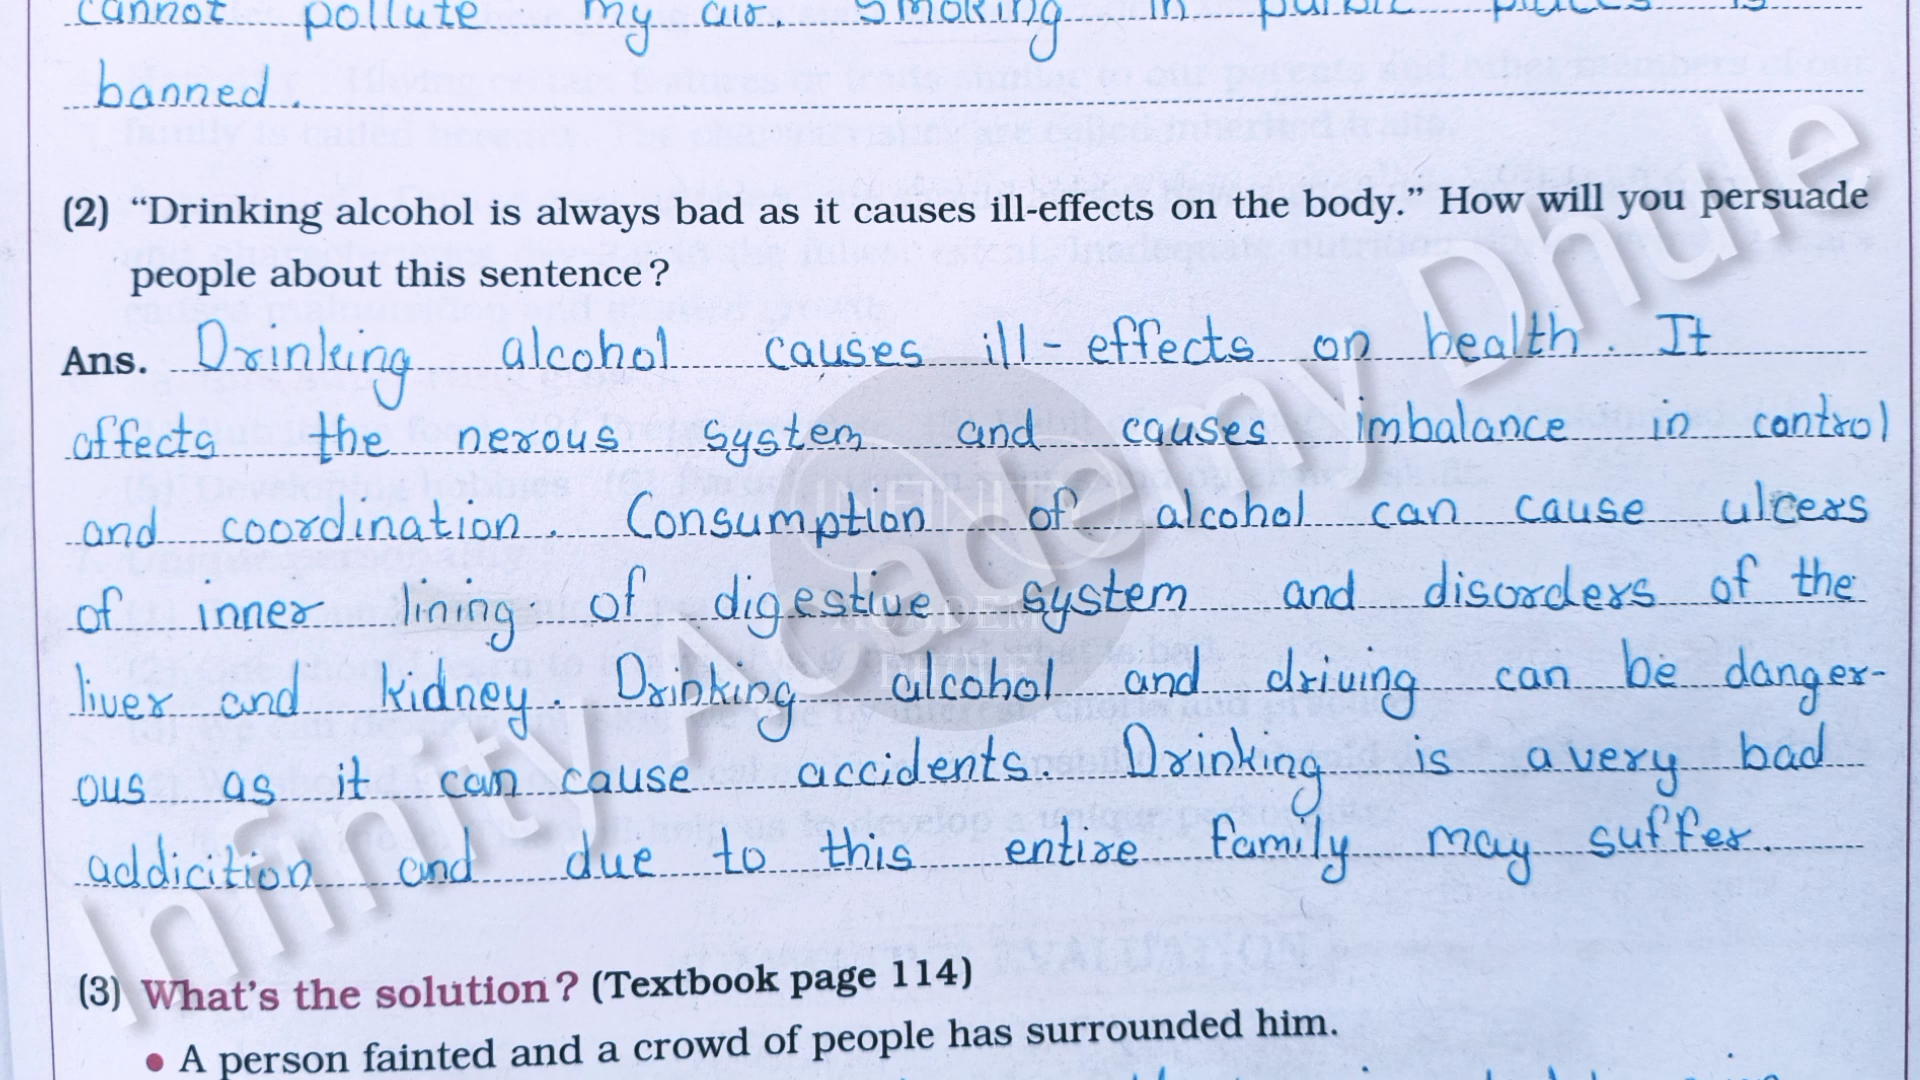 cannot pollute my air. Smoking in public places is
banned.
(2) “Drinking alcohol is always bad as it causes ill-effects on the body.” How will you persuade
people about this sentence?
Ans. Drinking alcohol causes ill-effects on health. It
affects the nerous system and causes imbalance in control
and coordination. Consumption of alcohol can cause ulcers
of inner lining of digestive system and disorders of the
liver and kidney. Drinking alcohol and driving can be danger-
ous as it can cause accidents. Drinking is a very bad
addicition and due to this entire family may suffer.
Infinity Academy Dhule
(3) What's the solution? (Textbook page 114)
• A person fainted and a crowd of people has surrounded him.